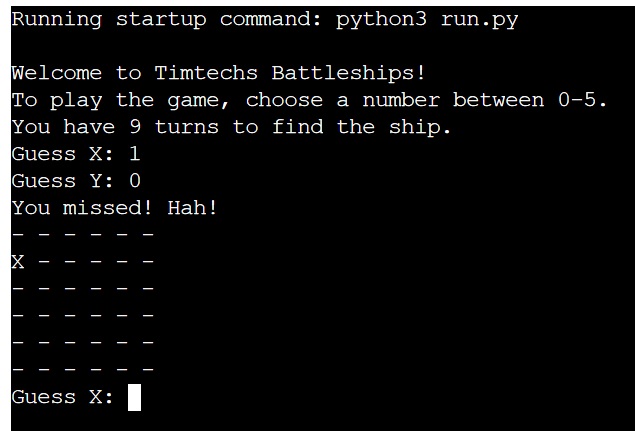 Running startup command: python3 run.py
Welcome to Timtechs Battleships!
To play the game, choose a number between 0-5.
You have 9 turns to find the ship.
Guess X: 1
Guess Y: 0
You missed! Hah!
- - - - - -
X - - - - -
- - - - - -
- - - - - -
- - - - - -
- - - - - -
Guess X: